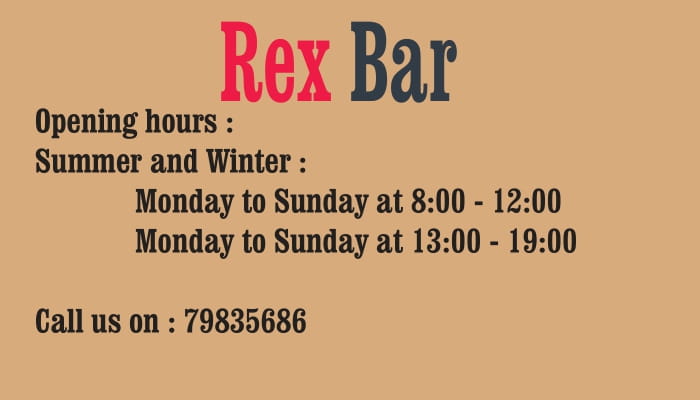 Rex Bar
Opening hours :
Summer and Winter :
Monday to Sunday at 8:00 - 12:00
Monday to Sunday at 13:00 - 19:00
Call us on : 79835686